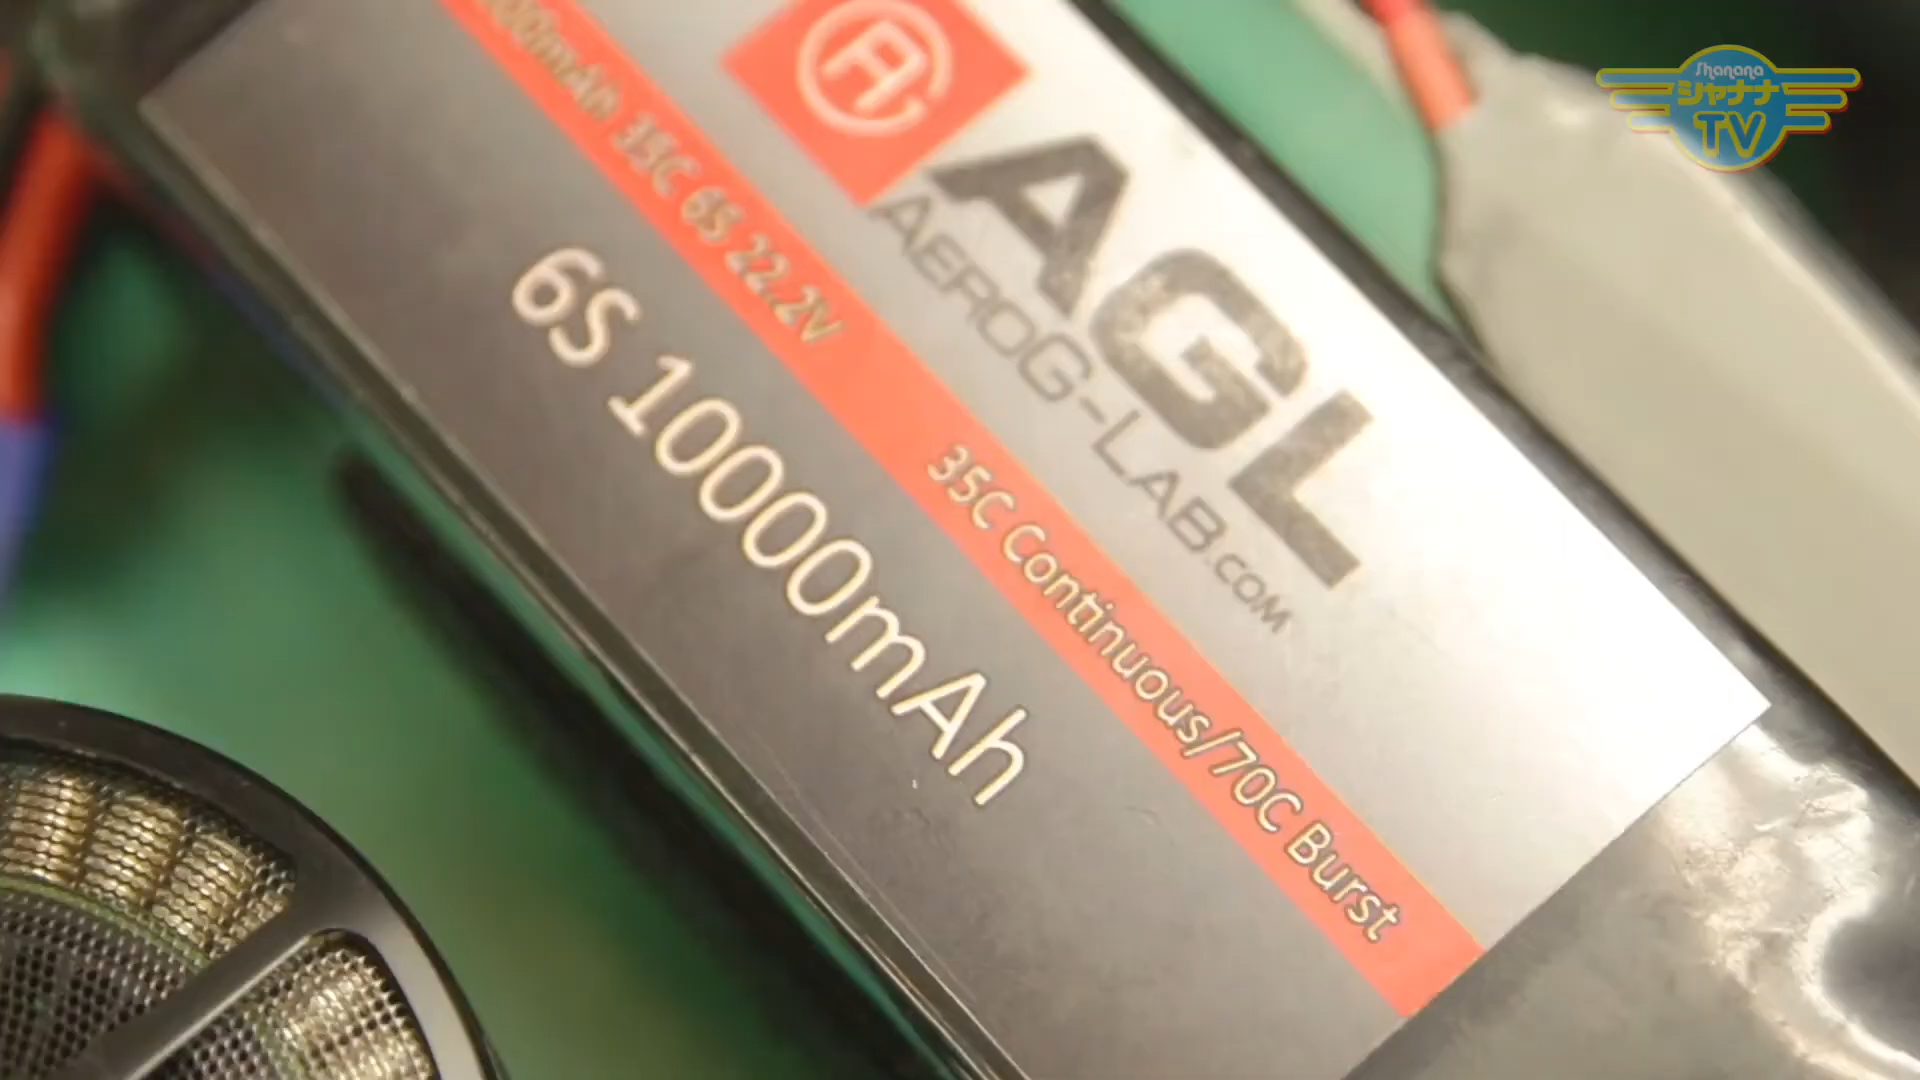 Shanana
シャナナ
TV
A
AGL
AEROG-LAB.COM
000mAh 35C 6S 22.2V
35C Continuous/70C Burst
6S 10000mAh